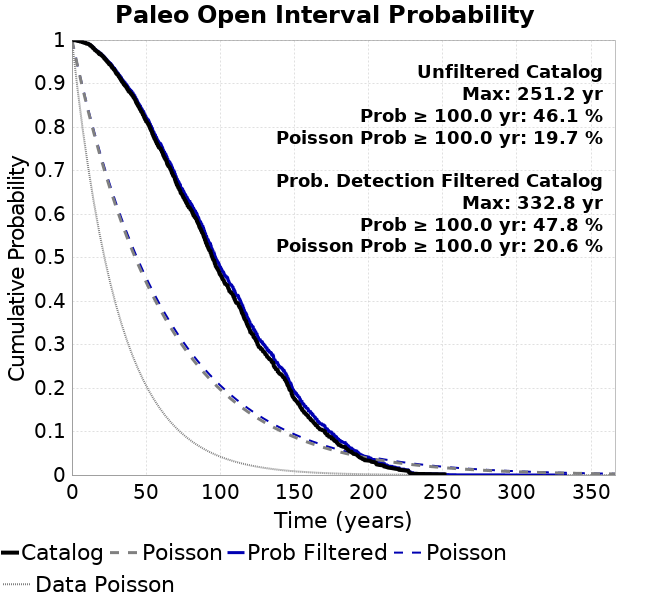 Paleo Open Interval Probability
Unfiltered Catalog
Max: 251.2 yr
Prob ≥ 100.0 yr: 46.1 %
Poisson Prob ≥ 100.0 yr: 19.7 %
Prob. Detection Filtered Catalog
Max: 332.8 yr
Prob ≥ 100.0 yr: 47.8 %
Poisson Prob ≥ 100.0 yr: 20.6 %
Cumulative Probability
1
0.9
0.8
0.7
0.6
0.5
0.4
0.3
0.2
0.1
0
0 50 100 150 200 250 300 350
Time (years)
Catalog Poisson Prob Filtered Poisson
Data Poisson